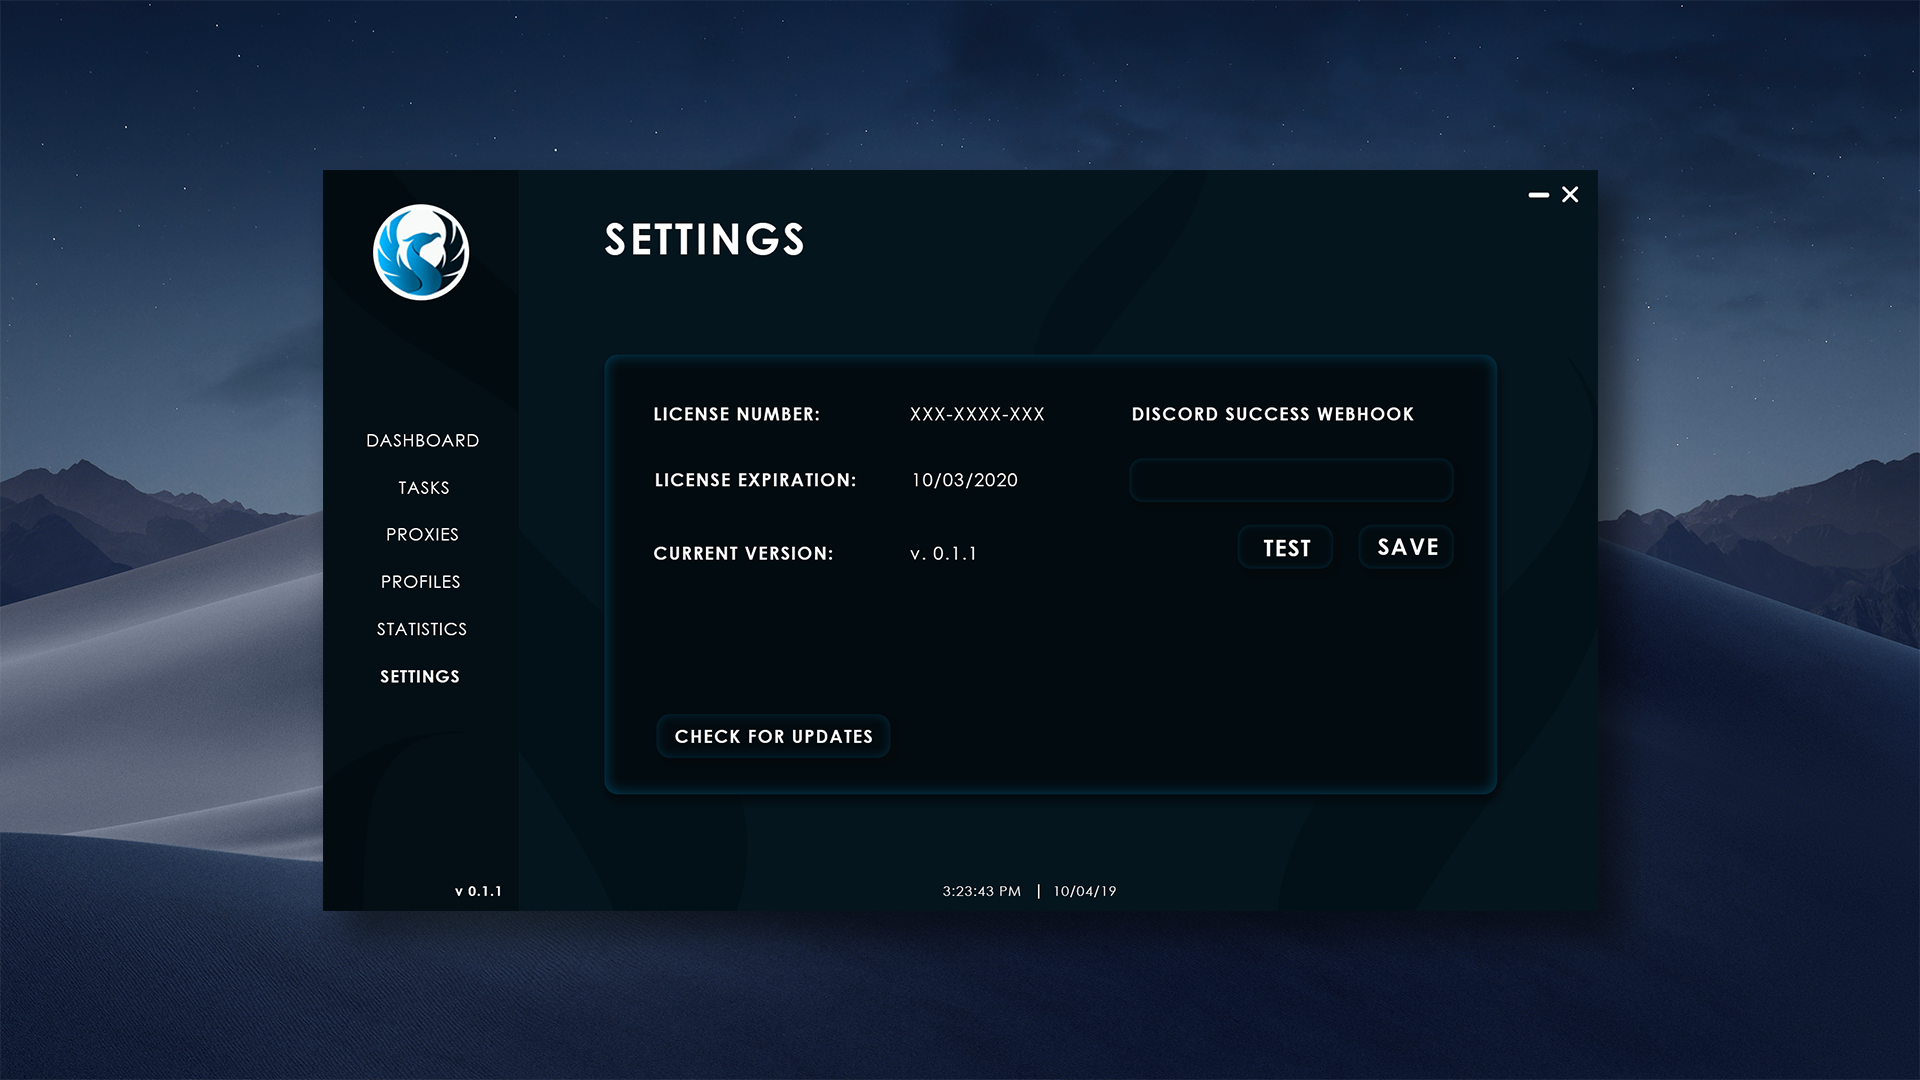 SETTINGS
DASHBOARD
TASKS
PROXIES
PROFILES
STATISTICS
SETTINGS
v 0.1.1
LICENSE NUMBER: XXX-XXXX-XXX
LICENSE EXPIRATION: 10/03/2020
CURRENT VERSION: v. 0.1.1
DISCORD SUCCESS WEBHOOK
TEST SAVE
CHECK FOR UPDATES
3:23:43 PM | 10/04/19